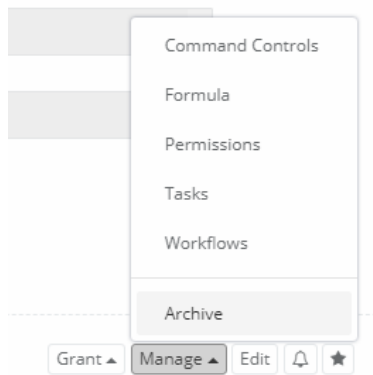 Command Controls
Formula
Permissions
Tasks
Workflows
Archive
Grant Manage Edit